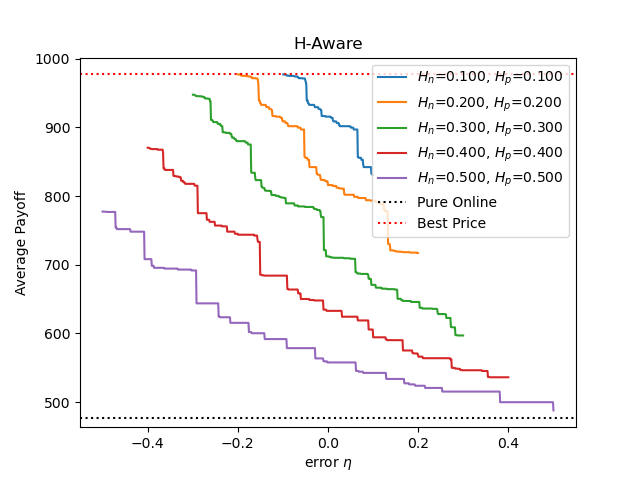 H-Aware
1000
900
800
700
600
500
Average Payoff
H_n=0.100, H_p=0.100
H_n=0.200, H_p=0.200
H_n=0.300, H_p=0.300
H_n=0.400, H_p=0.400
H_n=0.500, H_p=0.500
Pure Online
Best Price
−0.4 −0.2 0.0 0.2 0.4
error η